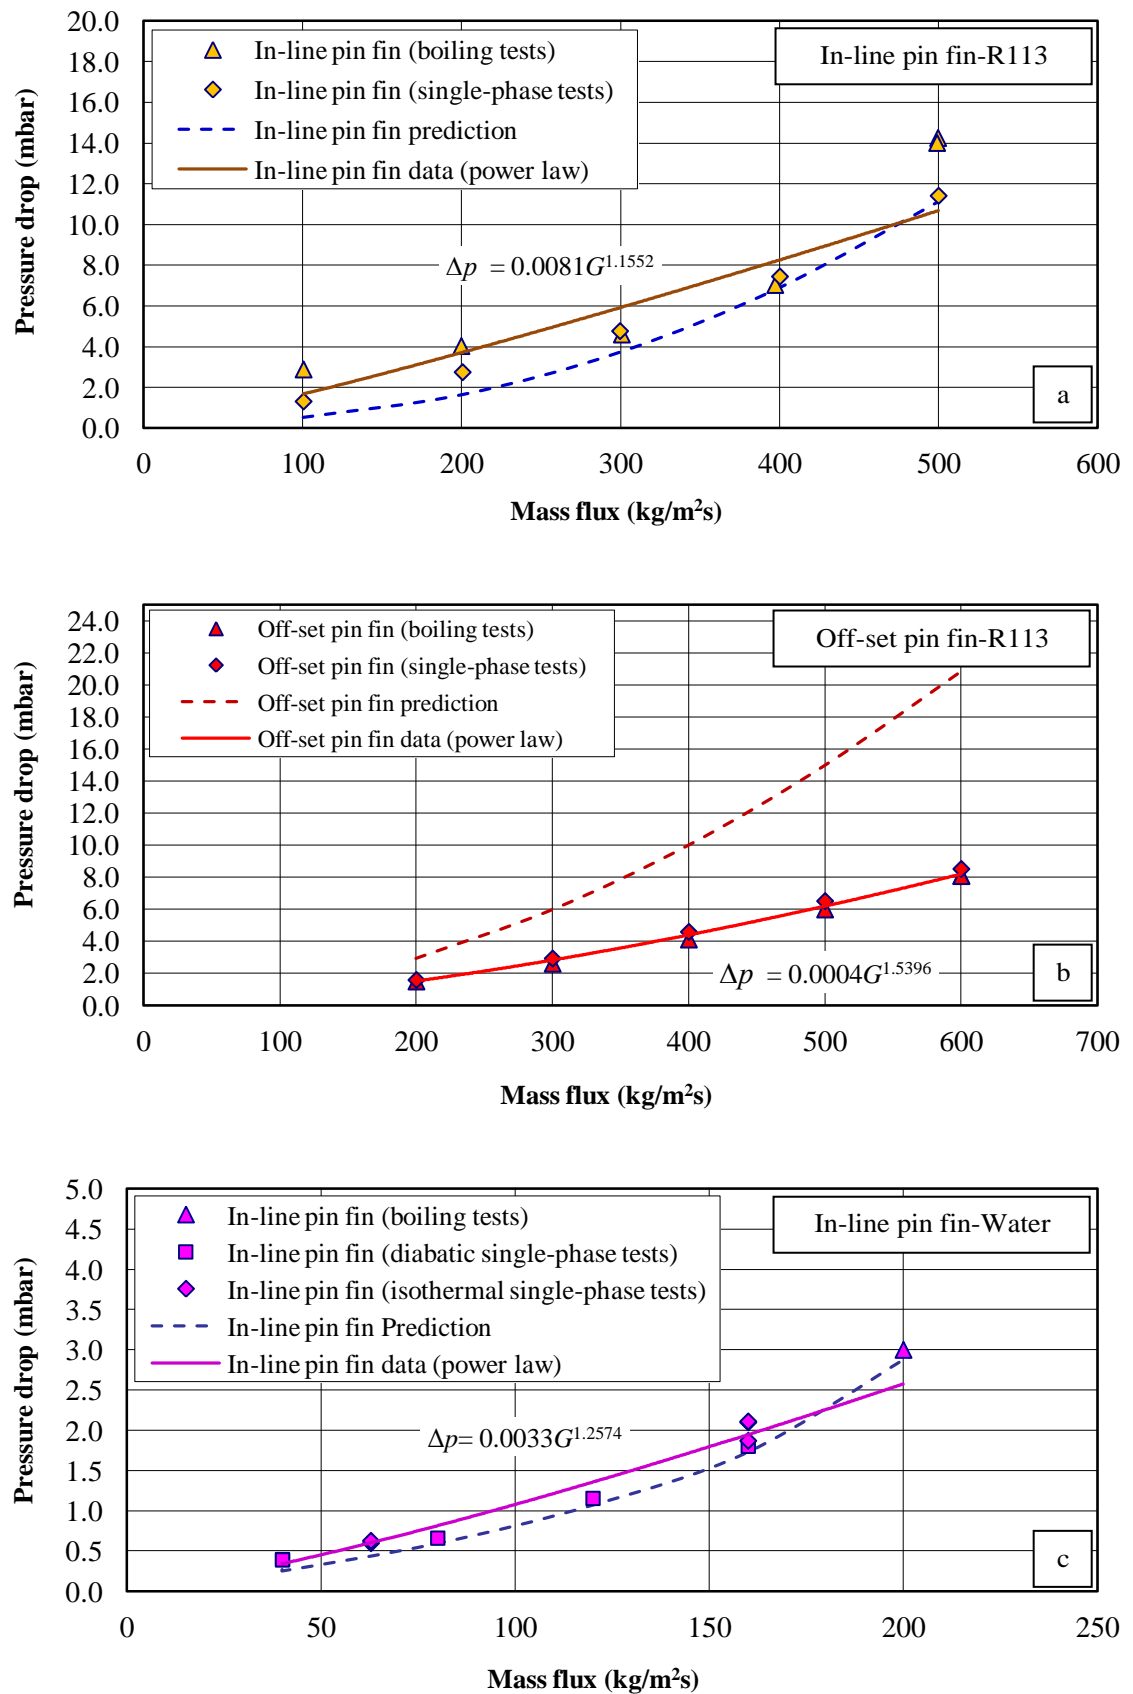 20.0
18.0
16.0
14.0
12.0
10.0
8.0
6.0
4.0
2.0
0.0
Pressure drop (mbar)
In-line pin fin (boiling tests)
In-line pin fin (single-phase tests)
In-line pin fin prediction
In-line pin fin data (power law)
In-line pin fin-R113
Δp = 0.0081G^1.1552
a
0 100 200 300 400 500 600
Mass flux (kg/m²s)
24.0
22.0
20.0
18.0
16.0
14.0
12.0
10.0
8.0
6.0
4.0
2.0
0.0
Pressure drop (mbar)
Off-set pin fin (boiling tests)
Off-set pin fin (single-phase tests)
Off-set pin fin prediction
Off-set pin fin data (power law)
Off-set pin fin-R113
Δp = 0.0004G^1.5396
b
0 100 200 300 400 500 600 700
Mass flux (kg/m²s)
5.0
4.5
4.0
3.5
3.0
2.5
2.0
1.5
1.0
0.5
0.0
Pressure drop (mbar)
In-line pin fin (boiling tests)
In-line pin fin (diabatic single-phase tests)
In-line pin fin (isothermal single-phase tests)
In-line pin fin Prediction
In-line pin fin data (power law)
In-line pin fin-Water
Δp= 0.0033G^1.2574
c
0 50 100 150 200 250
Mass flux (kg/m²s)